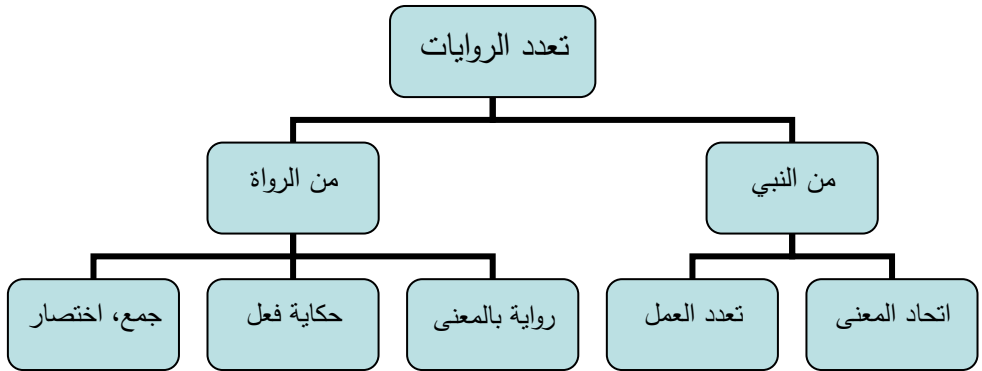 تعدد الروايات
من النبي
من الرواة
اتحاد المعنى
تعدد العمل
رواية بالمعنى
حكاية فعل
جمع، اختصار